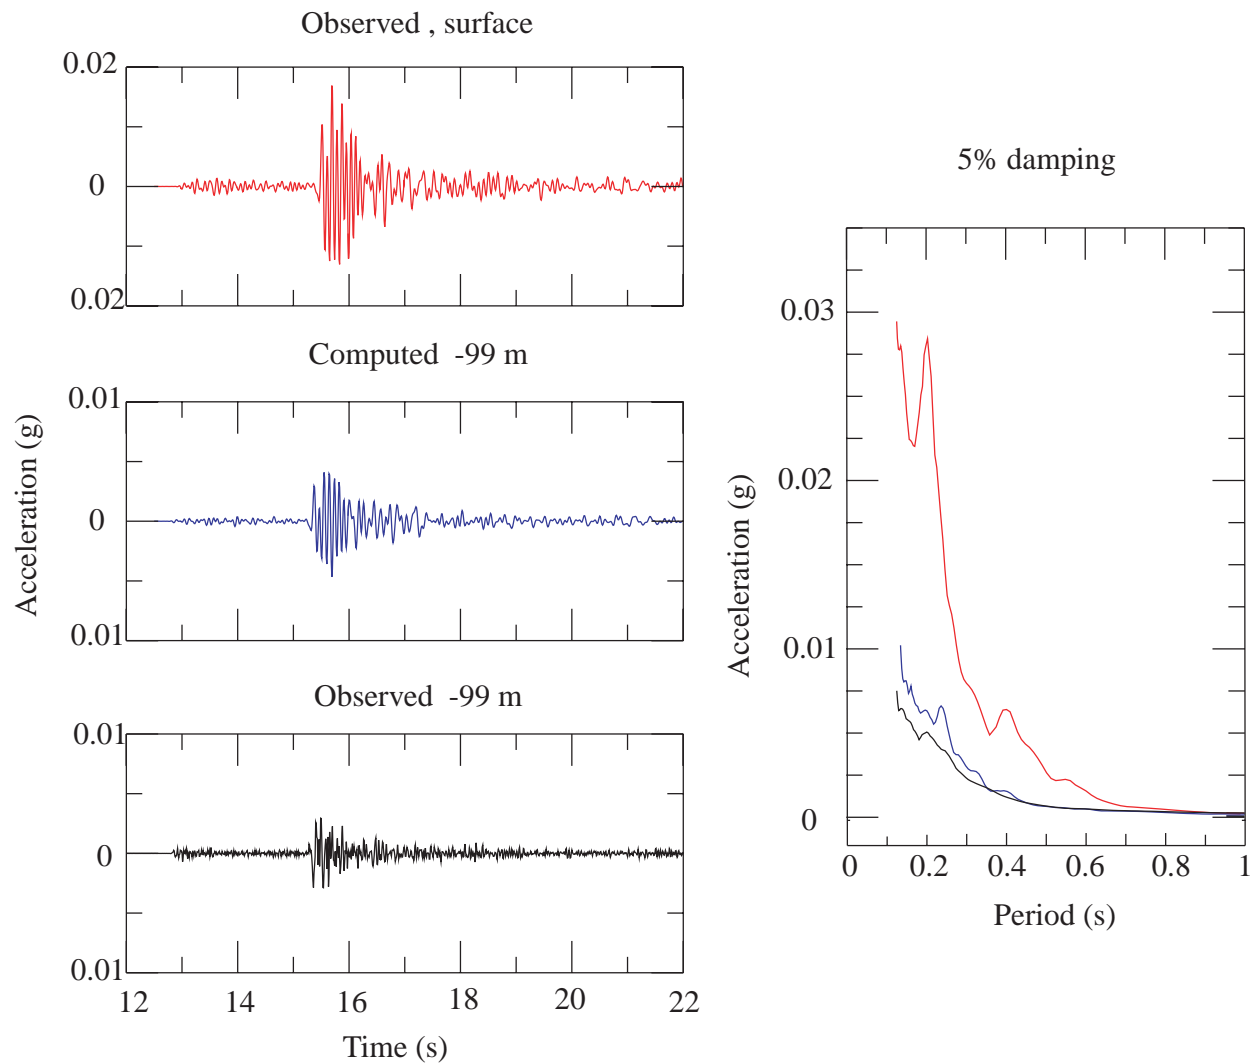 Observed , surface
0.02
0
0.02
Computed -99 m
0.01
0
0.01
Observed -99 m
0.01
0
0.01
Acceleration (g)
12 14 16 18 20 22
Time (s)
5% damping
0.03
0.02
0.01
0
Acceleration (g)
0 0.2 0.4 0.6 0.8 1
Period (s)